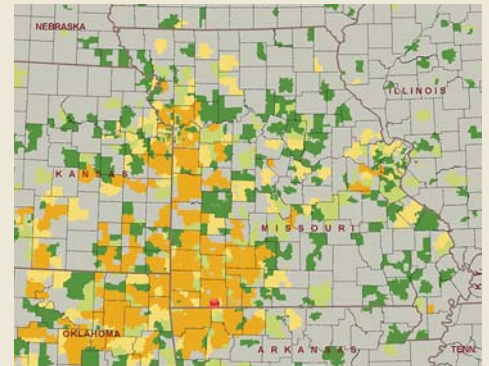 NEBRASKA
ILLINOIS
KANSAS
MISSOURI
K Y
OKLAHOMA
ARKANSAS
TENN.